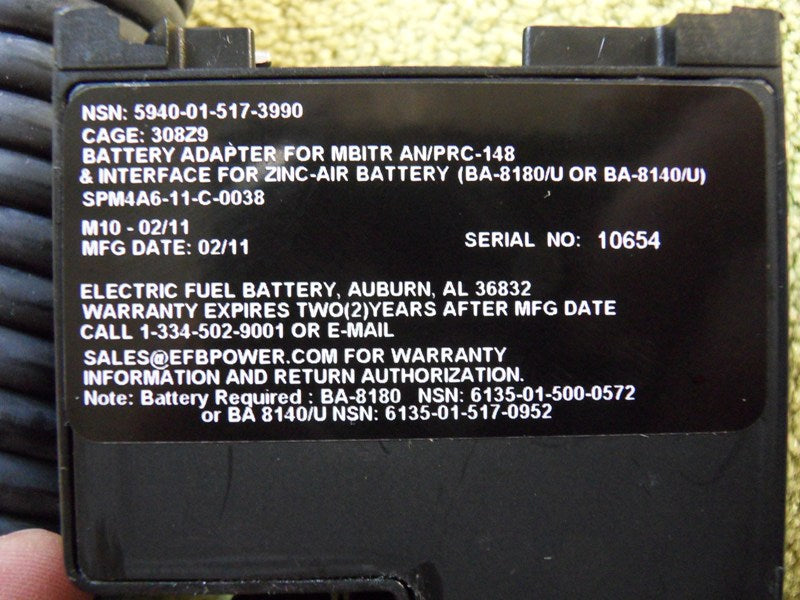 NSN: 5940-01-517-3990
CAGE: 308Z9
BATTERY ADAPTER FOR MBITR AN/PRC-148
& INTERFACE FOR ZINC-AIR BATTERY (BA-8180/U OR BA-8140/U)
SPM4A6-11-C-0038
M10 - 02/11
MFG DATE: 02/11
SERIAL NO: 10654
ELECTRIC FUEL BATTERY, AUBURN, AL 36832
WARRANTY EXPIRES TWO(2)YEARS AFTER MFG DATE
CALL 1-334-502-9001 OR E-MAIL
SALES@EFBPOWER.COM FOR WARRANTY
INFORMATION AND RETURN AUTHORIZATION.
Note: Battery Required : BA-8180 NSN: 6135-01-500-0572
or BA 8140/U NSN: 6135-01-517-0952